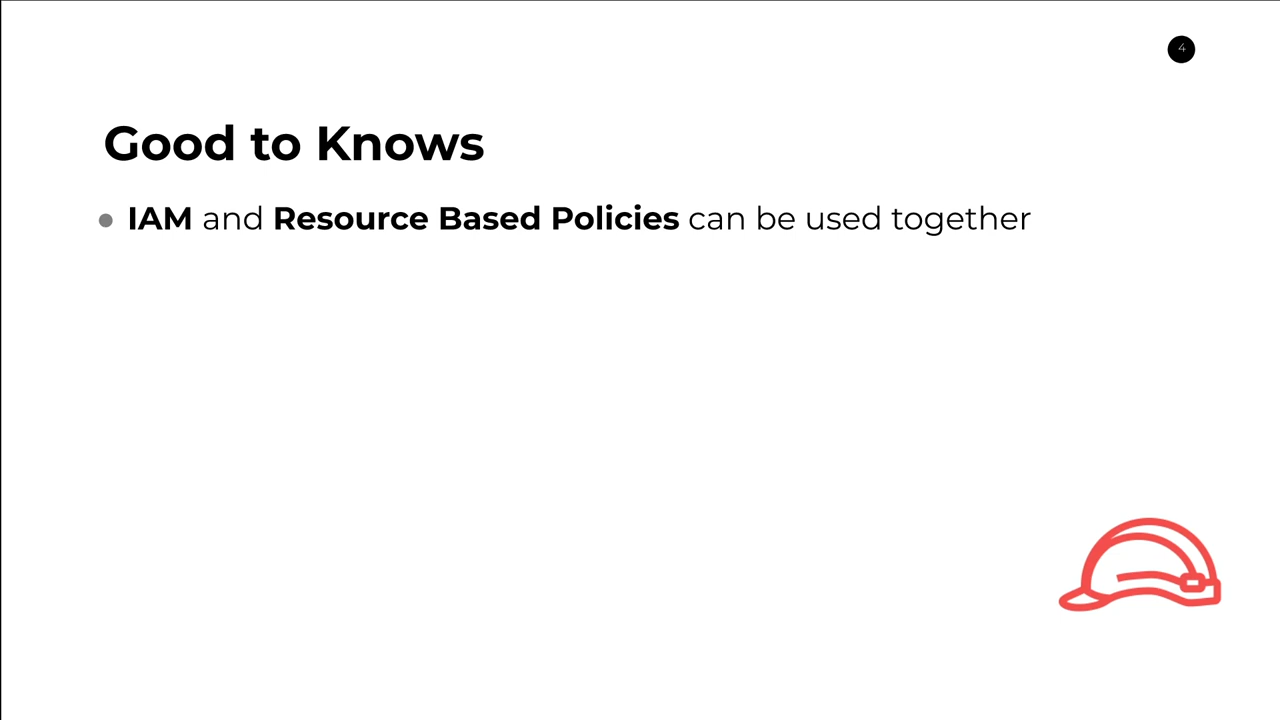 4
Good to Knows
● IAM and Resource Based Policies can be used together